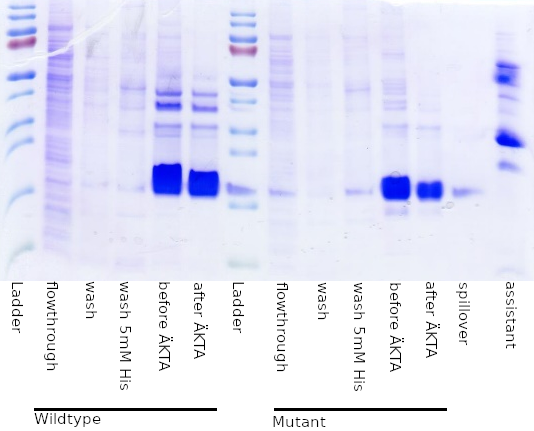 Ladder
flowthrough
wash
wash 5mM His
before ÄKTA
after ÄKTA
Ladder
flowthrough
wash
wash 5mM His
before ÄKTA
after ÄKTA
spillover
assistant
Wildtype
Mutant